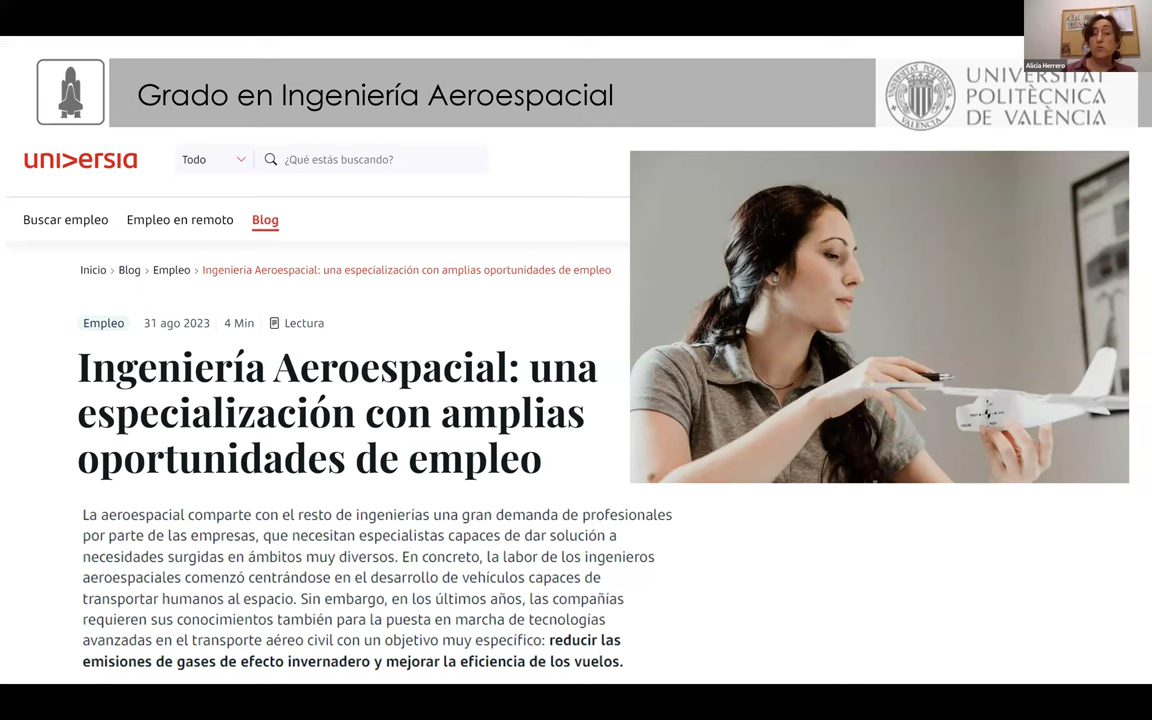 Alicia Herrero
Grado en Ingeniería Aeroespacial
UNIVERSITAT
POLITÈCNICA
DE VALÈNCIA
universia
Todo
¿Qué estás buscando?
Buscar empleo
Empleo en remoto
Blog
Inicio › Blog › Empleo › Ingeniería Aeroespacial: una especialización con amplias oportunidades de empleo
Empleo
31 ago 2023
4 Min
Lectura
Ingeniería Aeroespacial: una
especialización con amplias
oportunidades de empleo
La aeroespacial comparte con el resto de ingenierías una gran demanda de profesionales
por parte de las empresas, que necesitan especialistas capaces de dar solución a
necesidades surgidas en ámbitos muy diversos. En concreto, la labor de los ingenieros
aeroespaciales comenzó centrándose en el desarrollo de vehículos capaces de
transportar humanos al espacio. Sin embargo, en los últimos años, las compañías
requieren sus conocimientos también para la puesta en marcha de tecnologías
avanzadas en el transporte aéreo civil con un objetivo muy específico: reducir las
emisiones de gases de efecto invernadero y mejorar la eficiencia de los vuelos.